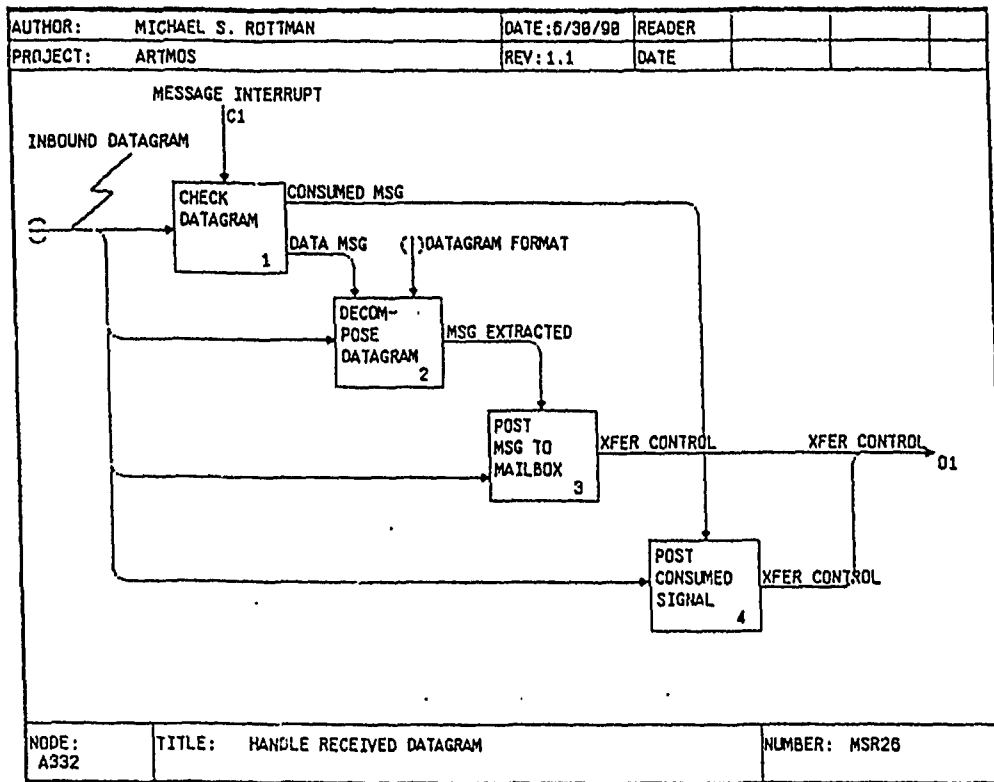 AUTHOR: MICHAEL S. ROTTMAN DATE:6/30/90 READER
PROJECT: ARTMOS REV:1.1 DATE
MESSAGE INTERRUPT
C1
INBOUND DATAGRAM
CHECK
DATAGRAM
1
CONSUMED MSG
DATA MSG
( )DATAGRAM FORMAT
DECOM-
POSE
DATAGRAM
2
MSG EXTRACTED
POST
MSG TO
MAILBOX
3
XFER CONTROL
XFER CONTROL
O1
POST
CONSUMED
SIGNAL
4
XFER CONTROL
NODE:
A332
TITLE: HANDLE RECEIVED DATAGRAM
NUMBER: MSR26